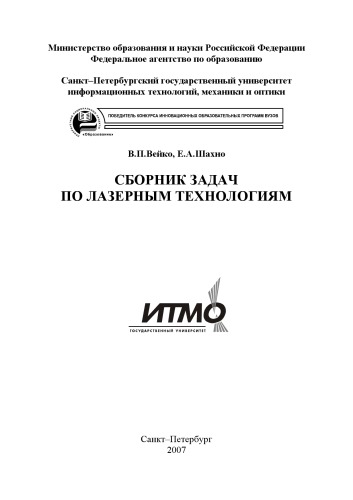 Министерство образования и науки Российской Федерации
Федеральное агентство по образованию
Санкт–Петербургский государственный университет
информационных технологий, механики и оптики
ПОБЕДИТЕЛЬ КОНКУРСА ИННОВАЦИОННЫХ ОБРАЗОВАТЕЛЬНЫХ ПРОГРАММ ВУЗОВ
«Образование»
В.П.Вейко, Е.А.Шахно
СБОРНИК ЗАДАЧ
ПО ЛАЗЕРНЫМ ТЕХНОЛОГИЯМ
ИТМО
ГОСУДАРСТВЕННЫЙ УНИВЕРСИТЕТ
Санкт–Петербург
2007